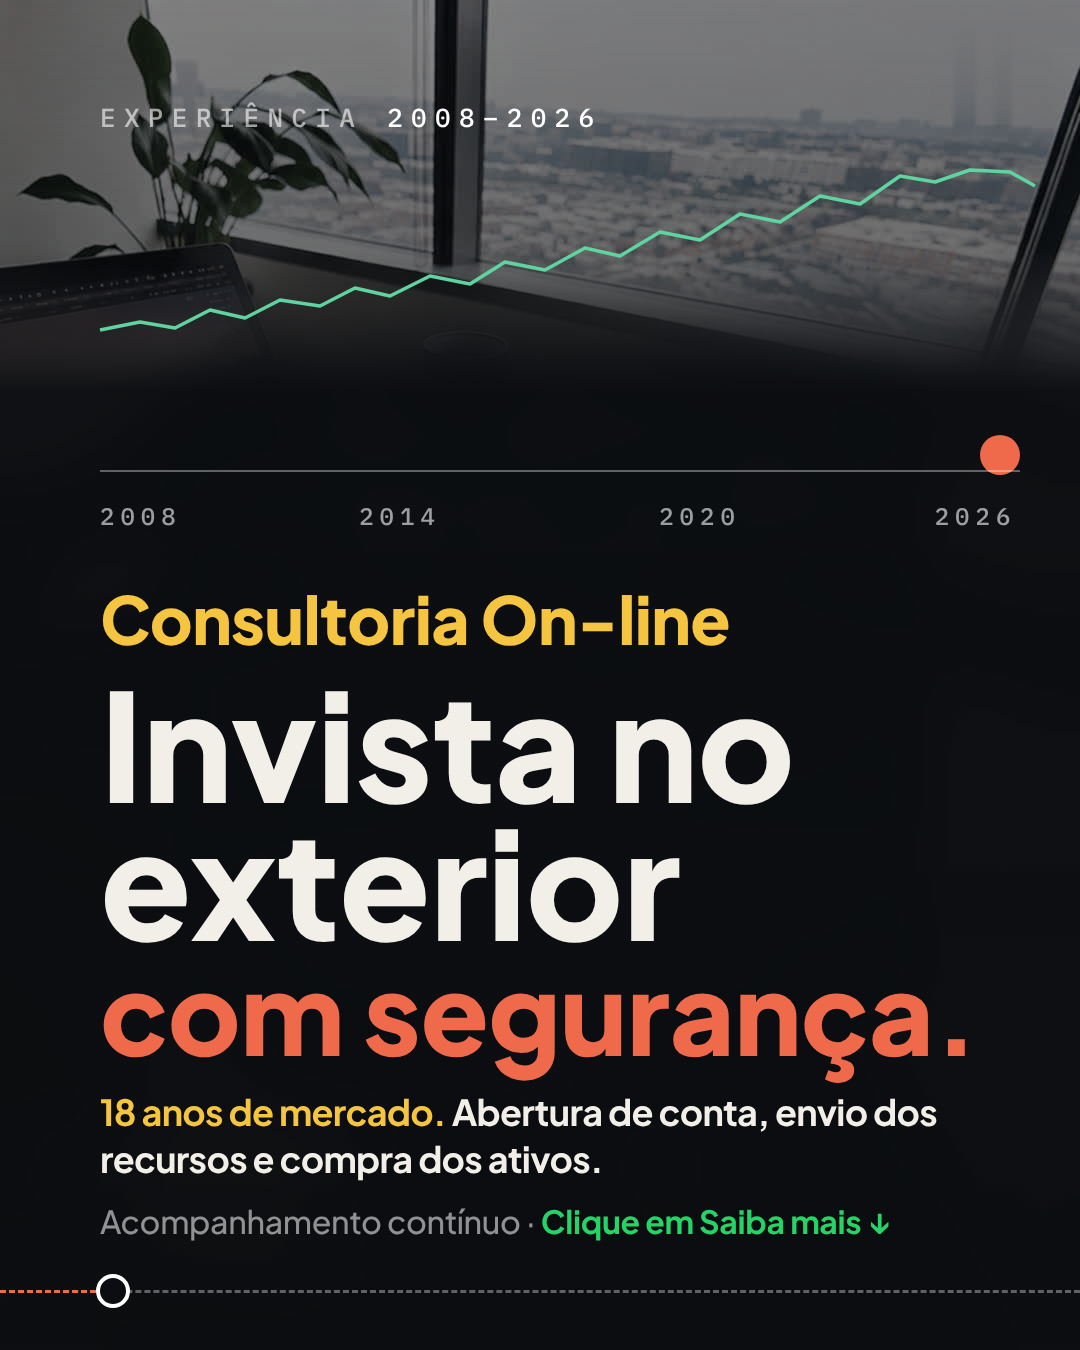 EXPERIÊNCIA 2008–2026
2008 2014 2020 2026
Consultoria On-line
Invista no
exterior
com segurança.
18 anos de mercado. Abertura de conta, envio dos
recursos e compra dos ativos.
Acompanhamento contínuo · Clique em Saiba mais ↓